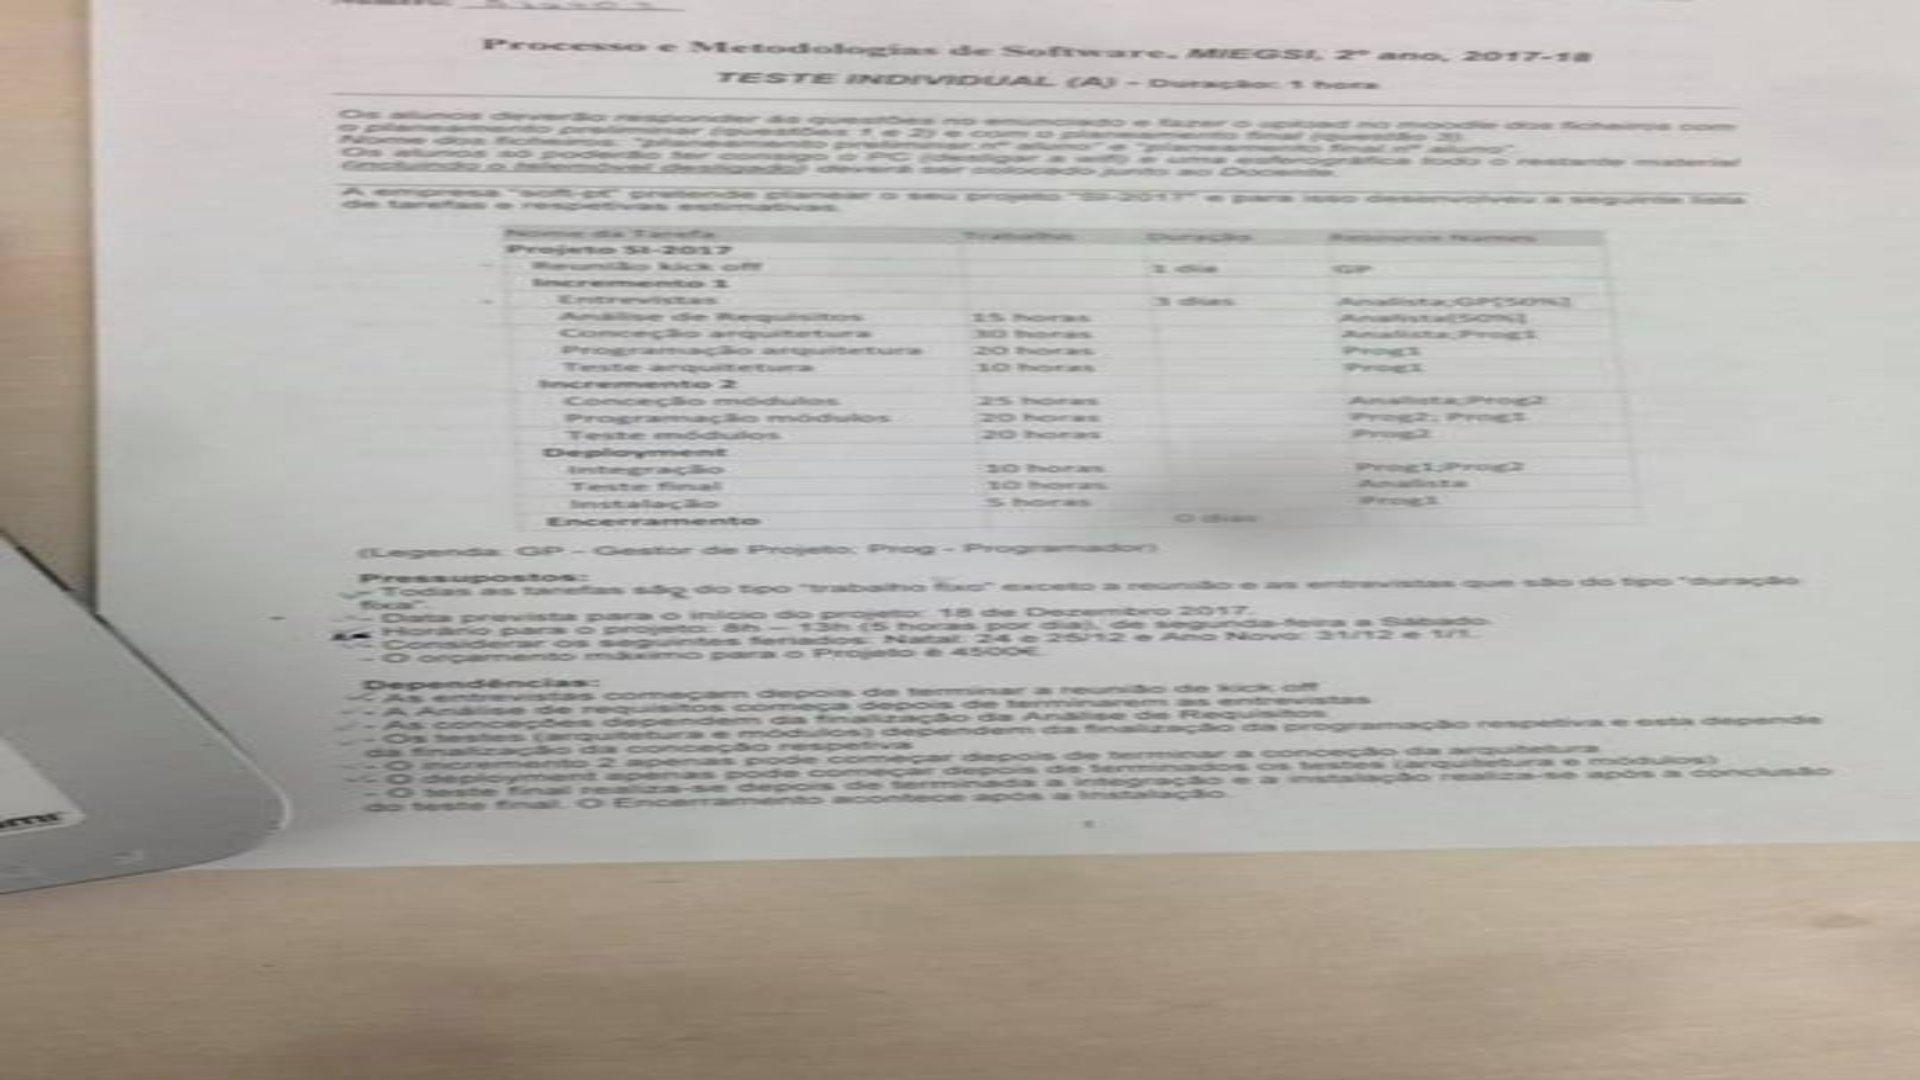 Processo e Metodologias de Software. MIEGSI, 2º ano, 2017-18
TESTE INDIVIDUAL (A) - Duração: 1 hora
Os alunos deverão responder às questões no enunciado e fazer o upload no moodle dos ficheiros com
o planeamento preliminar (questões 1 e 2) e com o planeamento final (questão 3).
Nome dos ficheiros: "planeamento preliminar nº aluno" e "planeamento final nº aluno".
Os alunos só poderão ter consigo o PC (desligar a wifi) e uma esferográfica todo o restante material
(incluindo o telemóvel desligado) deverá ser colocado junto ao Docente.
A empresa "soft-pt" pretende planear o seu projeto "SI-2017" e para isso desenvolveu a seguinte lista
de tarefas e respetivas estimativas.
Nome da Tarefa Trabalho Duração Resource Names
Projeto SI-2017
Reunião kick off 1 dia GP
Incremento 1
Entrevistas 3 dias Analista;GP[50%]
Análise de Requisitos 15 horas Analista[50%]
Conceção arquitetura 30 horas Analista;Prog1
Programação arquitetura 20 horas Prog1
Teste arquitetura 10 horas Prog1
Incremento 2
Conceção módulos 25 horas Analista;Prog2
Programação módulos 20 horas Prog2; Prog1
Teste módulos 20 horas Prog2
Deployment
Integração 10 horas Prog1;Prog2
Teste final 10 horas Analista
Instalação 5 horas Prog1
Encerramento 0 dias
(Legenda: GP - Gestor de Projeto; Prog - Programador)
Pressupostos:
- Todas as tarefas são do tipo "trabalho fixo" exceto a reunião e as entrevistas que são do tipo "duração
fixa".
- Data prevista para o início do projeto: 18 de Dezembro 2017.
- Horário para o projeto: 8h – 13h (5 horas por dia), de segunda-feira a Sábado.
- Considerar os seguintes feriados: Natal: 24 e 25/12 e Ano Novo: 31/12 e 1/1.
- O orçamento máximo para o Projeto é 4500€.
Dependências:
- As entrevistas começam depois de terminar a reunião de kick off
- A Análise de requisitos começa depois de terminarem as entrevistas
- As conceções dependem da finalização da Análise de Requisitos
- Os testes (arquitetura e módulos) dependem da finalização da programação respetiva e esta depende
da finalização da conceção respetiva
- O incremento 2 apenas pode começar depois de terminar a conceção da arquitetura
- O deployment apenas pode começar depois de terminados os testes (arquitetura e módulos)
- O teste final realiza-se depois de terminada a integração e a instalação realiza-se após a conclusão
do teste final. O Encerramento acontece após a Instalação.